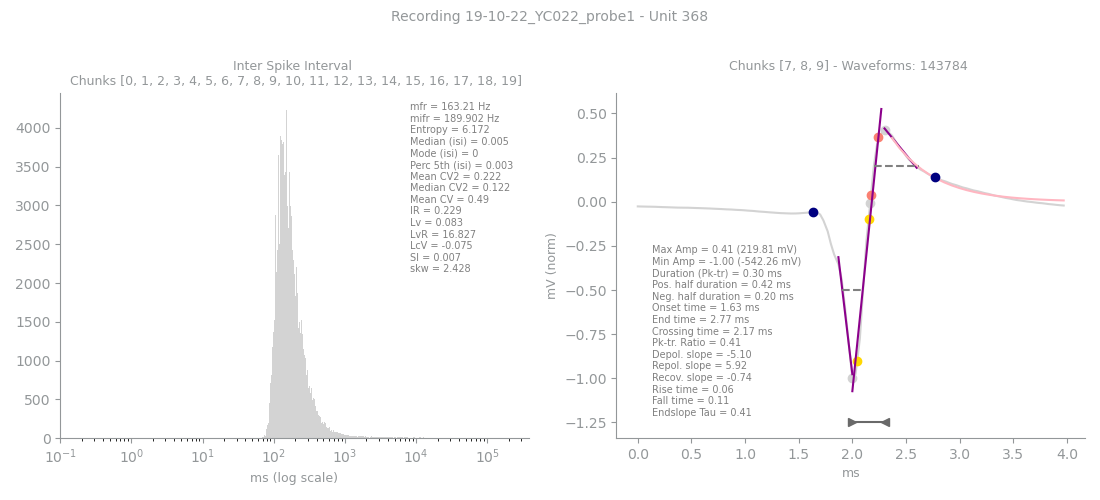 Recording 19-10-22_YC022_probe1 - Unit 368
Inter Spike Interval
Chunks [0, 1, 2, 3, 4, 5, 6, 7, 8, 9, 10, 11, 12, 13, 14, 15, 16, 17, 18, 19]
mfr = 163.21 Hz
mifr = 189.902 Hz
Entropy = 6.172
Median (isi) = 0.005
Mode (isi) = 0
Perc 5th (isi) = 0.003
Mean CV2 = 0.222
Median CV2 = 0.122
Mean CV = 0.49
IR = 0.229
Lv = 0.083
LvR = 16.827
LcV = -0.075
SI = 0.007
skw = 2.428
4000
3500
3000
2500
2000
1500
1000
500
0
10⁻¹ 10⁰ 10¹ 10² 10³ 10⁴ 10⁵
ms (log scale)
Chunks [7, 8, 9] - Waveforms: 143784
mV (norm)
0.50
0.25
0.00
−0.25
−0.50
−0.75
−1.00
−1.25
Max Amp = 0.41 (219.81 mV)
Min Amp = -1.00 (-542.26 mV)
Duration (Pk-tr) = 0.30 ms
Pos. half duration = 0.42 ms
Neg. half duration = 0.20 ms
Onset time = 1.63 ms
End time = 2.77 ms
Crossing time = 2.17 ms
Pk-tr. Ratio = 0.41
Depol. slope = -5.10
Repol. slope = 5.92
Recov. slope = -0.74
Rise time = 0.06
Fall time = 0.11
Endslope Tau = 0.41
0.0 0.5 1.0 1.5 2.0 2.5 3.0 3.5 4.0
ms